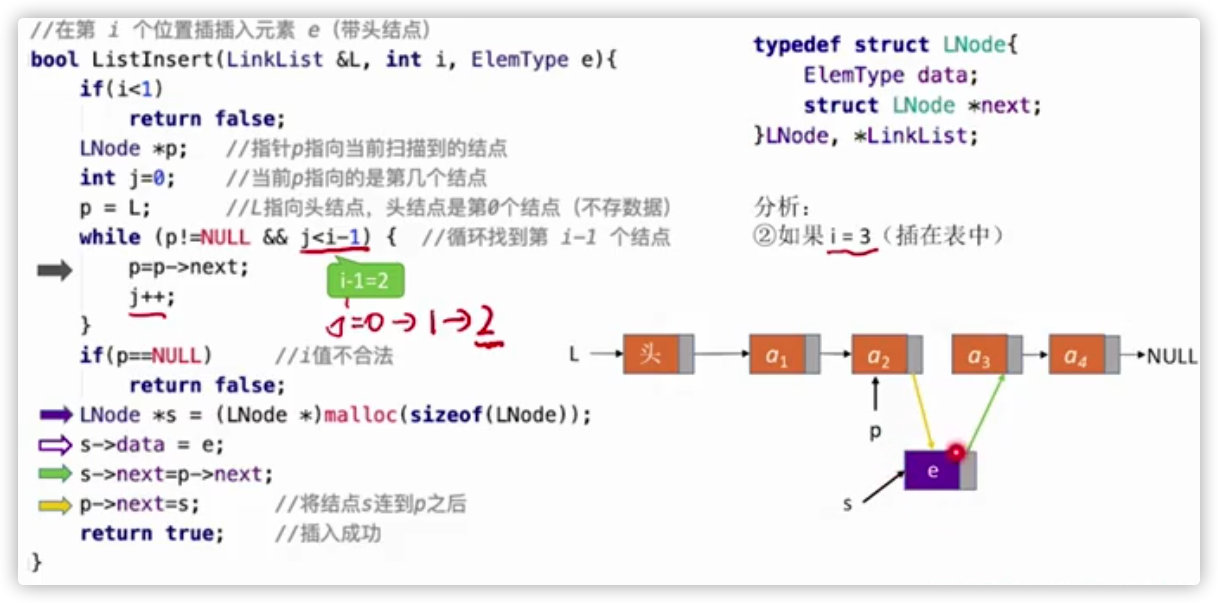 //在第 i 个位置插插入元素 e（带头结点）
bool ListInsert(LinkList &L, int i, ElemType e){
if(i<1)
return false;
LNode *p; //指针p指向当前扫描到的结点
int j=0; //当前p指向的是第几个结点
p = L; //L指向头结点，头结点是第0个结点（不存数据）
while (p!=NULL && j<i-1) { //循环找到第 i-1 个结点
p=p->next;
j++;
}
if(p==NULL) //i值不合法
return false;
LNode *s = (LNode *)malloc(sizeof(LNode));
s->data = e;
s->next=p->next;
p->next=s; //将结点s连到p之后
return true; //插入成功
}
i-1=2
j=0→1→2
typedef struct LNode{
ElemType data;
struct LNode *next;
}LNode, *LinkList;
分析：
②如果 i = 3（插在表中）
L 头 a1 a2 a3 a4 NULL
p
e
s